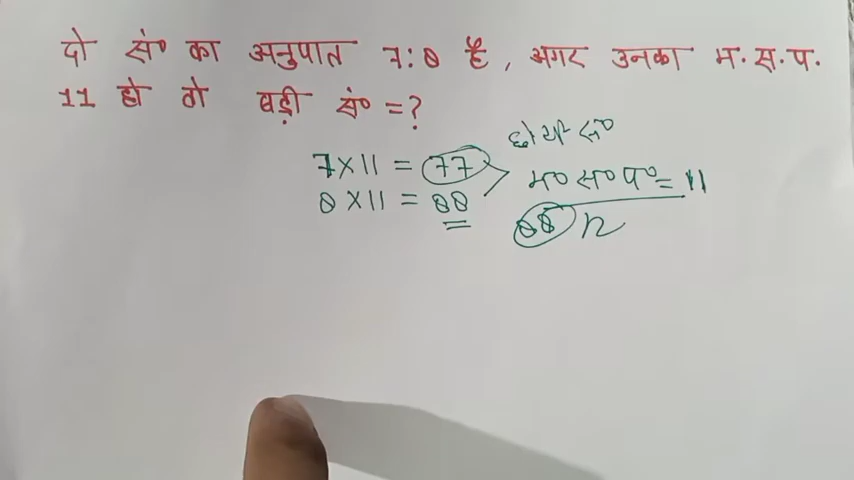 दो सं० का अनुपात 7:8 है, अगर उनका म.स.प.
11 हो तो बड़ी सं० =?
छोटी सं०
7×11 = 77
म० स० प० = 11
8×11 = 88
88